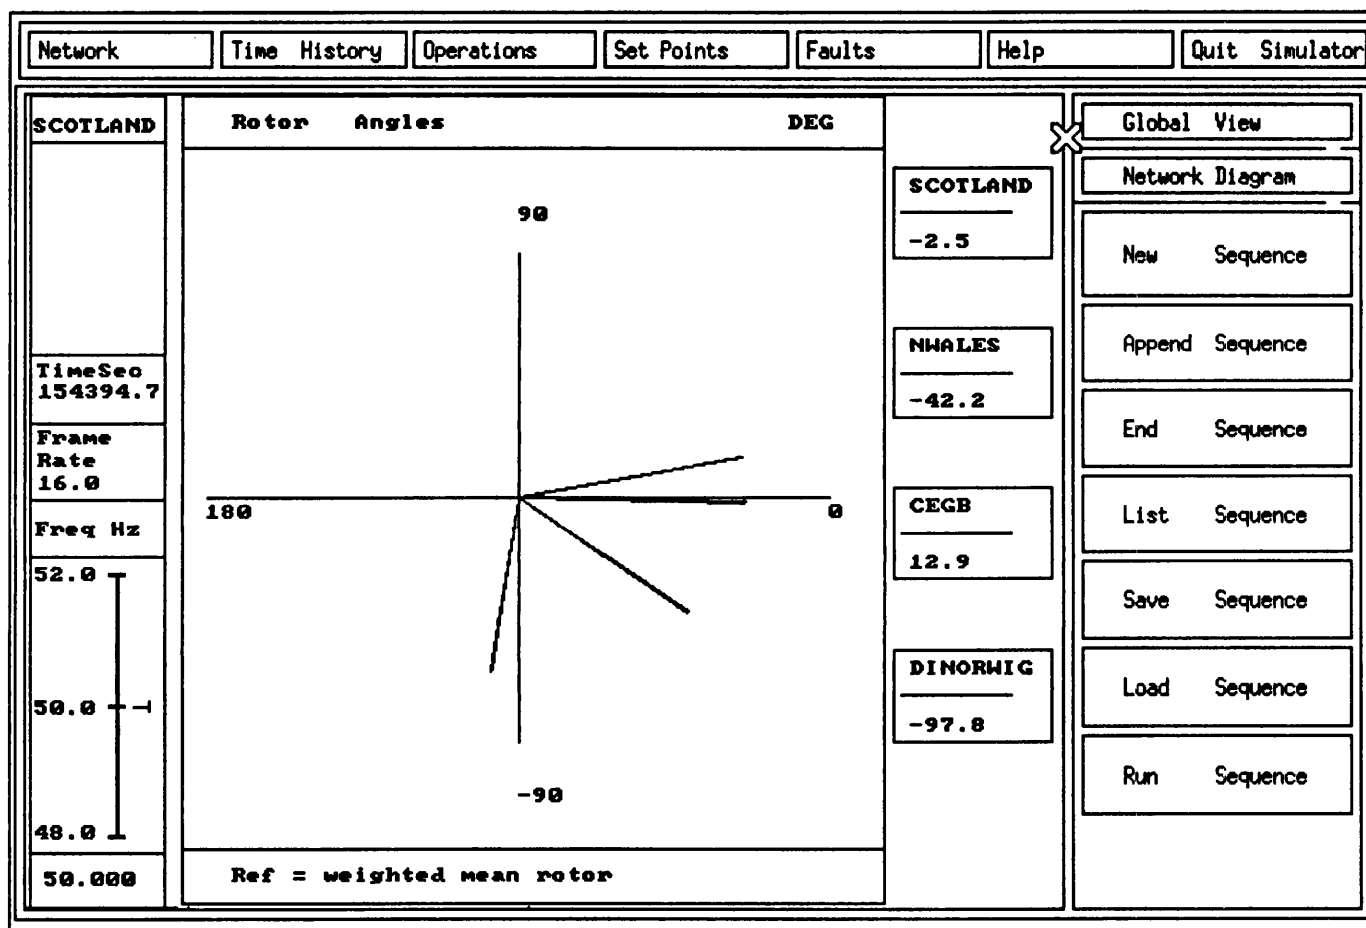 Network
Time History
Operations
Set Points
Faults
Help
Quit Simulator
SCOTLAND
TimeSec
154394.7
Frame
Rate
16.0
Freq Hz
52.0
50.0
48.0
50.000
Rotor Angles DEG
90
180
0
-90
Ref = weighted mean rotor
SCOTLAND
-2.5
NWALES
-42.2
CEGB
12.9
DINORWIG
-97.8
Global View
Network Diagram
New Sequence
Append Sequence
End Sequence
List Sequence
Save Sequence
Load Sequence
Run Sequence